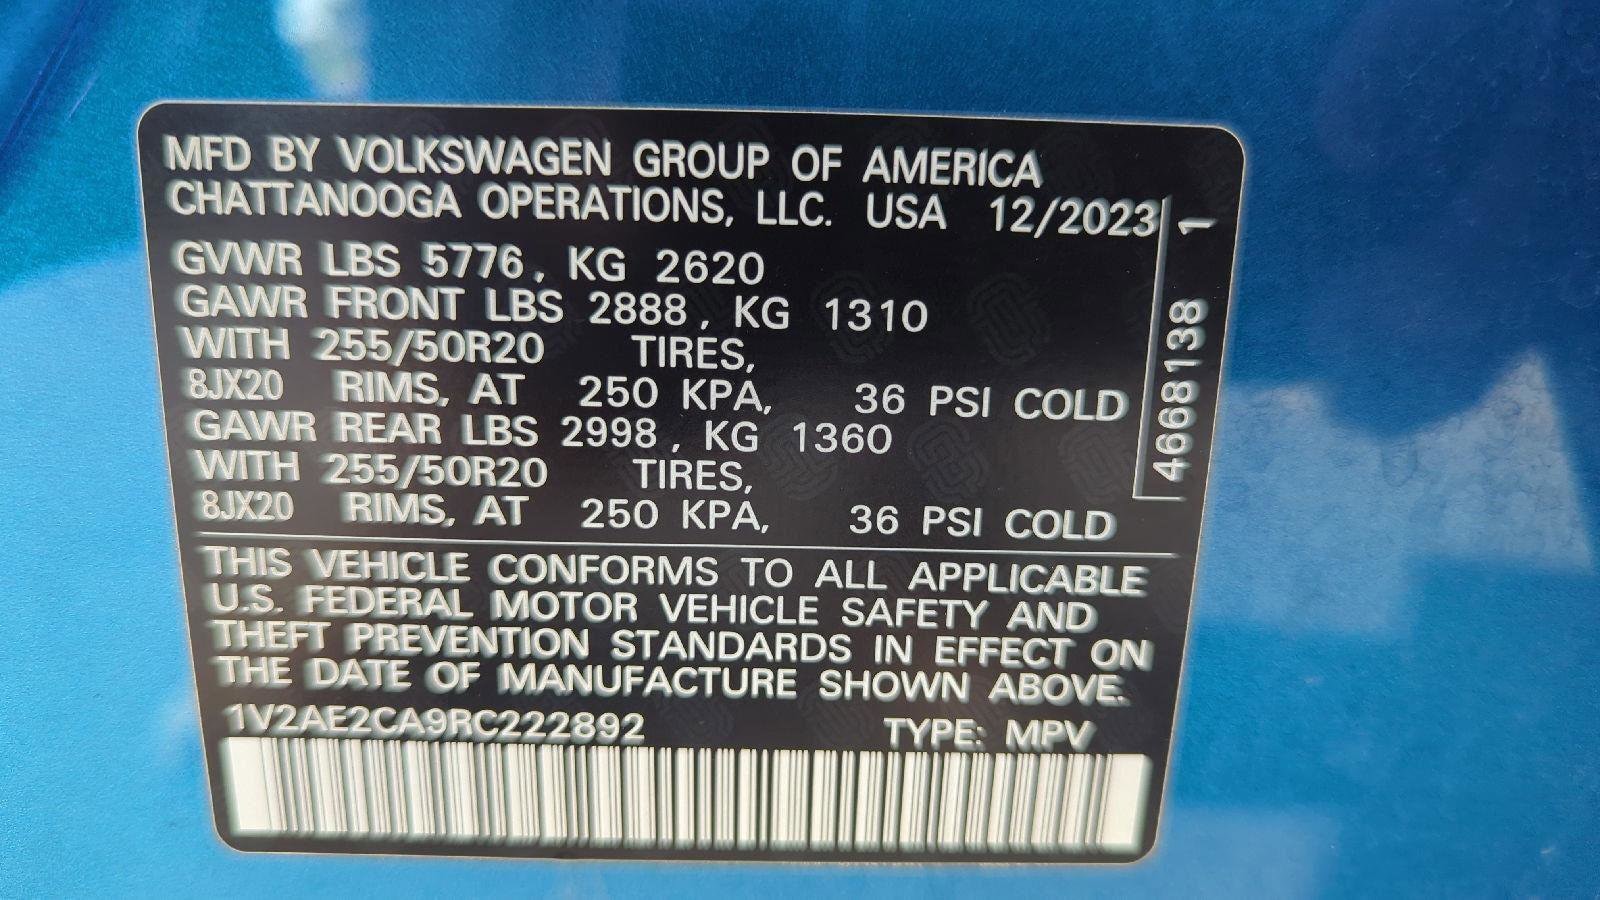 MFD BY VOLKSWAGEN GROUP OF AMERICA
CHATTANOOGA OPERATIONS, LLC. USA 12/2023
GVWR LBS 5776, KG 2620
GAWR FRONT LBS 2888, KG 1310
WITH 255/50R20 TIRES,
8JX20 RIMS, AT 250 KPA, 36 PSI COLD
GAWR REAR LBS 2998, KG 1360
WITH 255/50R20 TIRES,
8JX20 RIMS, AT 250 KPA, 36 PSI COLD
4668138 1
THIS VEHICLE CONFORMS TO ALL APPLICABLE
U.S. FEDERAL MOTOR VEHICLE SAFETY AND
THEFT PREVENTION STANDARDS IN EFFECT ON
THE DATE OF MANUFACTURE SHOWN ABOVE.
1V2AE2CA9RC222892 TYPE: MPV